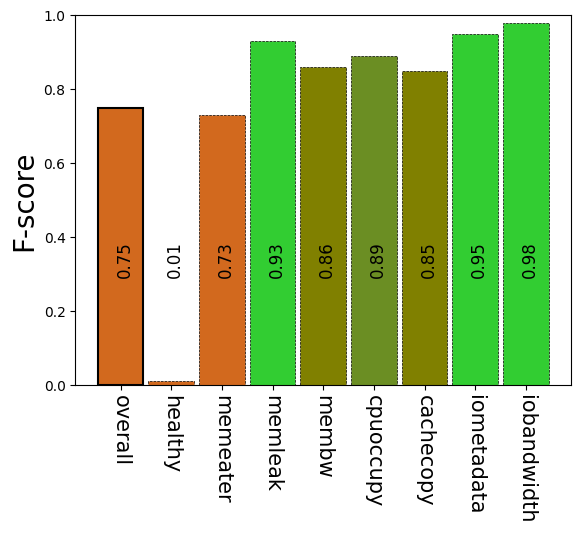 F-score
1.0
0.8
0.6
0.4
0.2
0.0
0.75
0.01
0.73
0.93
0.86
0.89
0.85
0.95
0.98
overall
healthy
memeater
memleak
membw
cpuoccupy
cachecopy
iometadata
iobandwidth